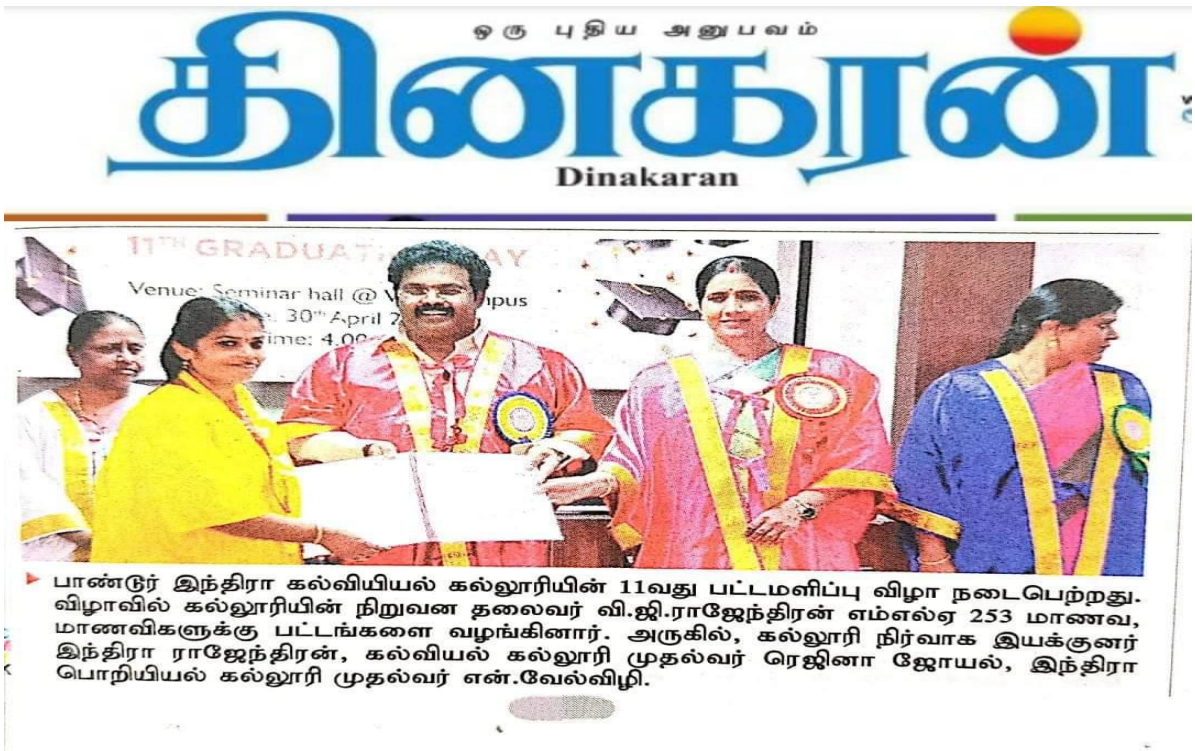 ஒரு புதிய அனுபவம்
தினகரன்
Dinakaran
11TH GRADUATI AY
Venue: Seminar hall @ pus
30th April 2
ime: 4.00
பாண்டூர் இந்திரா கல்வியியல் கல்லூரியின் 11வது பட்டமளிப்பு விழா நடைபெற்றது.
விழாவில் கல்லூரியின் நிறுவன தலைவர் வி.ஜி.ராஜேந்திரன் எம்எல்ஏ 253 மாணவ,
மாணவிகளுக்கு பட்டங்களை வழங்கினார். அருகில், கல்லூரி நிர்வாக இயக்குனர்
இந்திரா ராஜேந்திரன், கல்வியல் கல்லூரி முதல்வர் ரெஜினா ஜோயல், இந்திரா
பொறியியல் கல்லூரி முதல்வர் என்.வேல்விழி.